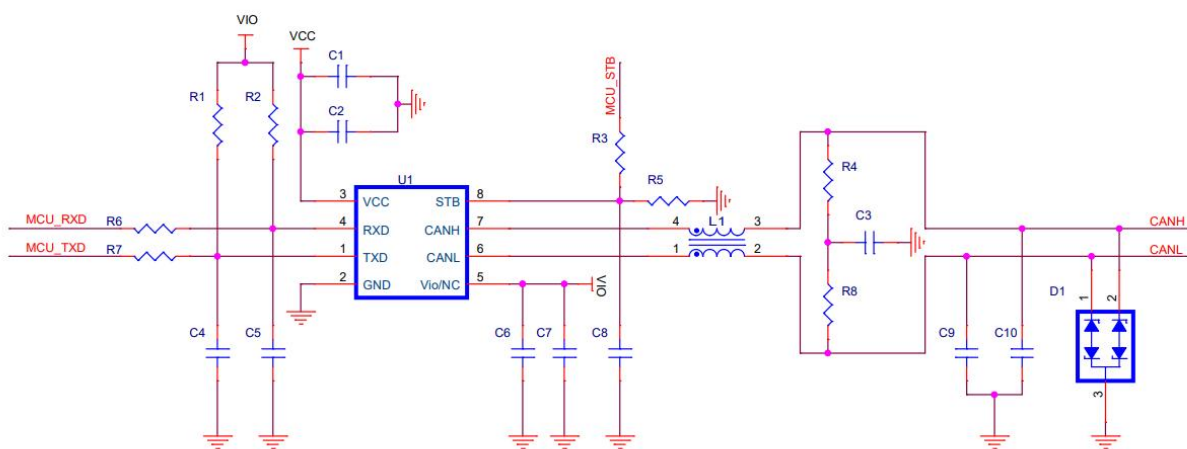 VIO
VCC
C1
R1
R2
C2
MCU_STB
R3
R4
U1
R5
3 VCC STB 8
MCU_RXD R6 4 RXD CANH 7 4 L1 3
C3
CANH
MCU_TXD R7 1 TXD CANL 6 1 2
CANL
2 GND Vio/NC 5 VIO
R8
D1
1 2
C4 C5 C6 C7 C8 C9 C10
3